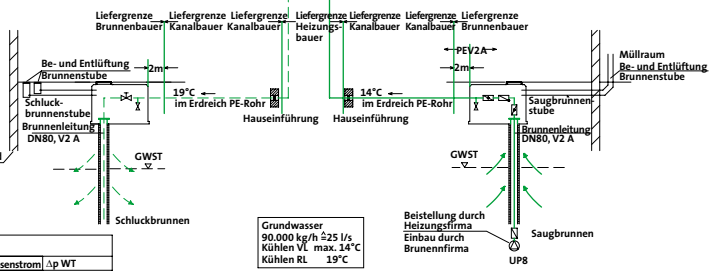 Liefergrenze Liefergrenze Liefergrenze Liefergrenze Liefergrenze Liefergrenze
Brunnenbauer Kanalbauer Kanalbauer Heizungs- Kanalbauer Kanalbauer Brunnenbauer
bauer
PEV2A
Müllraum
Be- und Entlüftung
Brunnenstube
Be- und Entlüftung
Brunnenstube
2m
2m
19°C
im Erdreich PE-Rohr
14°C
im Erdreich PE-Rohr
Schluck-
brunnenstube
Saugbrunnen-
stube
Hauseinführung
Hauseinführung
Brunnenleitung
DN80, V2 A
Brunnenleitung
DN80, V2 A
GWST
GWST
Schluckbrunnen
Grundwasser
90.000 kg/h ≙25 l/s
Kühlen VL max. 14°C
Kühlen RL 19°C
Beistellung durch
Heizungsfirma
Einbau durch
Brunnenfirma
Saugbrunnen
UP8
senstrom Δp WT